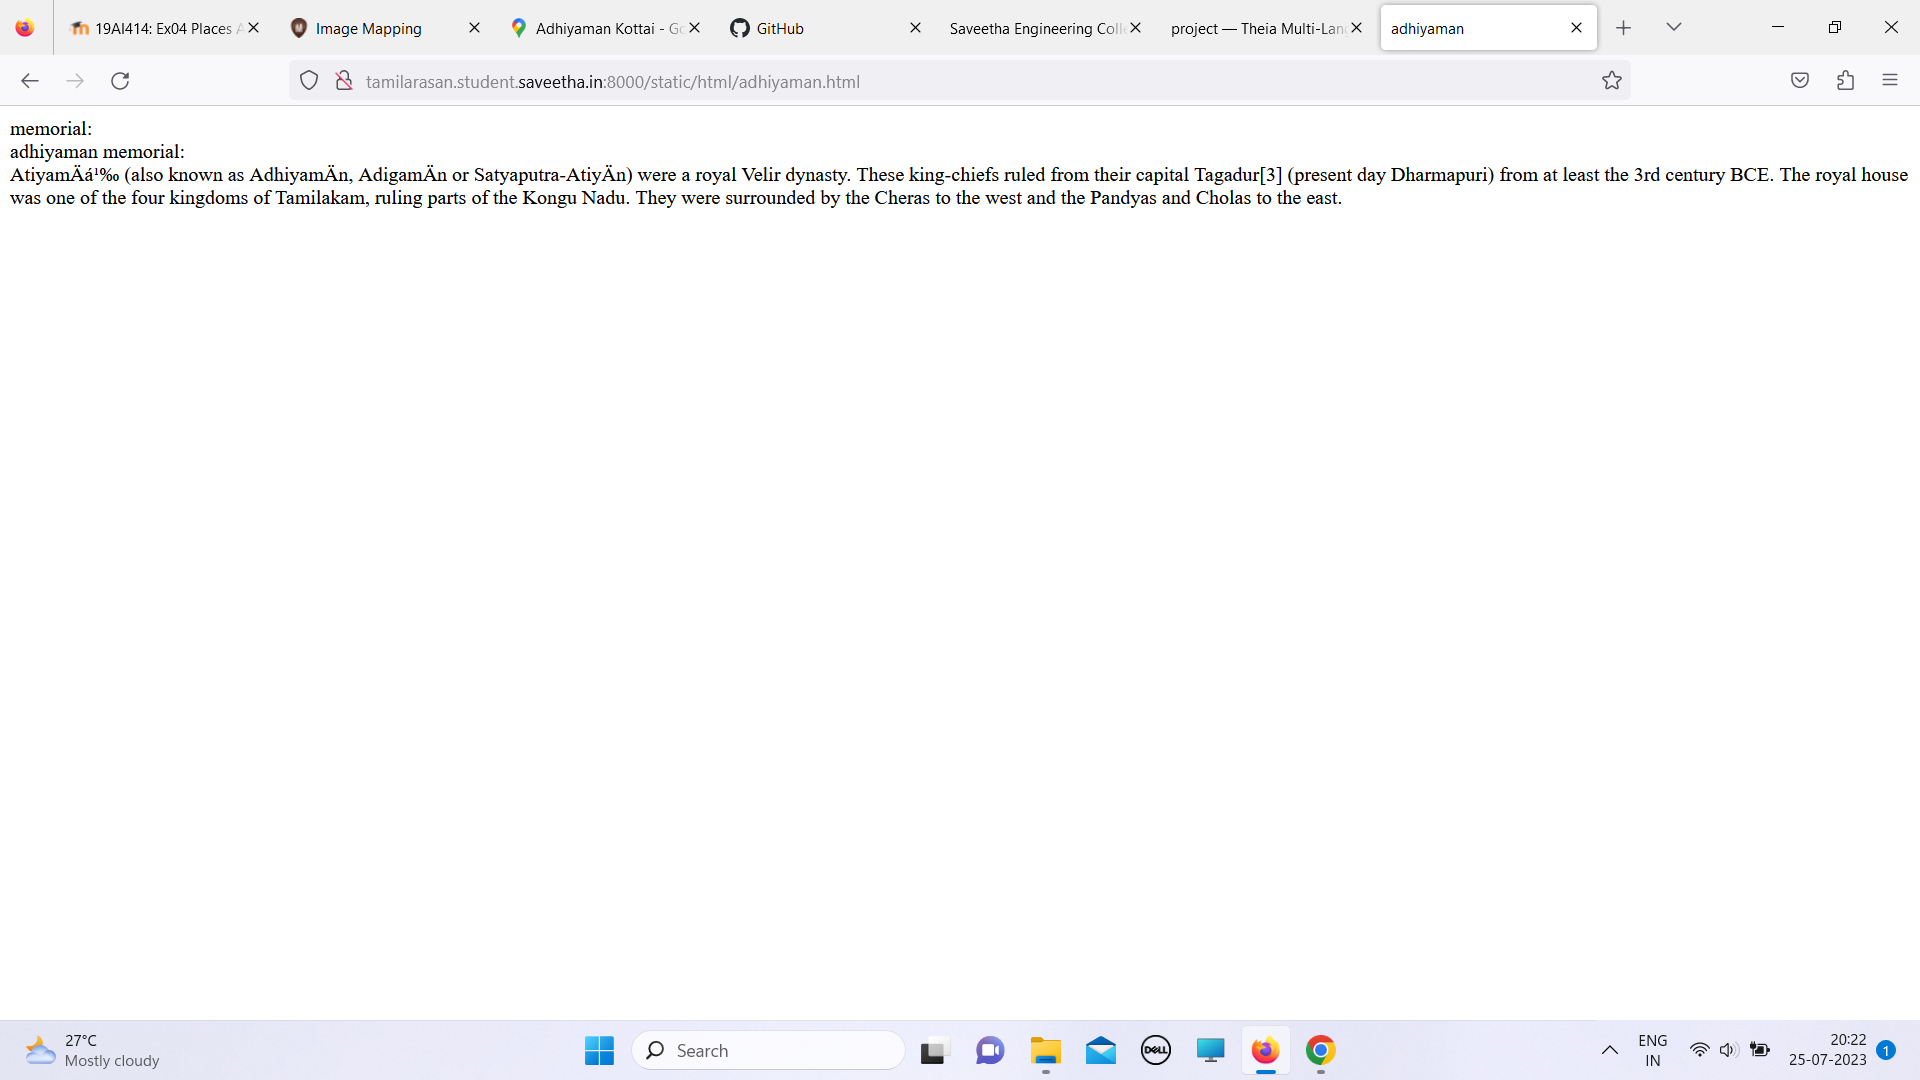 19AI414: Ex04 Places A
Image Mapping
Adhiyaman Kottai - Go
GitHub
Saveetha Engineering Colle
project — Theia Multi-Lang
adhiyaman
tamilarasan.student.saveetha.in:8000/static/html/adhiyaman.html
memorial:
adhiyaman memorial:
AtiyamÄá¹‰ (also known as AdhiyamÄn, AdigamÄn or Satyaputra-AtiyÄn) were a royal Velir dynasty. These king-chiefs ruled from their capital Tagadur[3] (present day Dharmapuri) from at least the 3rd century BCE. The royal house
was one of the four kingdoms of Tamilakam, ruling parts of the Kongu Nadu. They were surrounded by the Cheras to the west and the Pandyas and Cholas to the east.
27°C
Mostly cloudy
Search
DELL
ENG
IN
20:22
25-07-2023
1